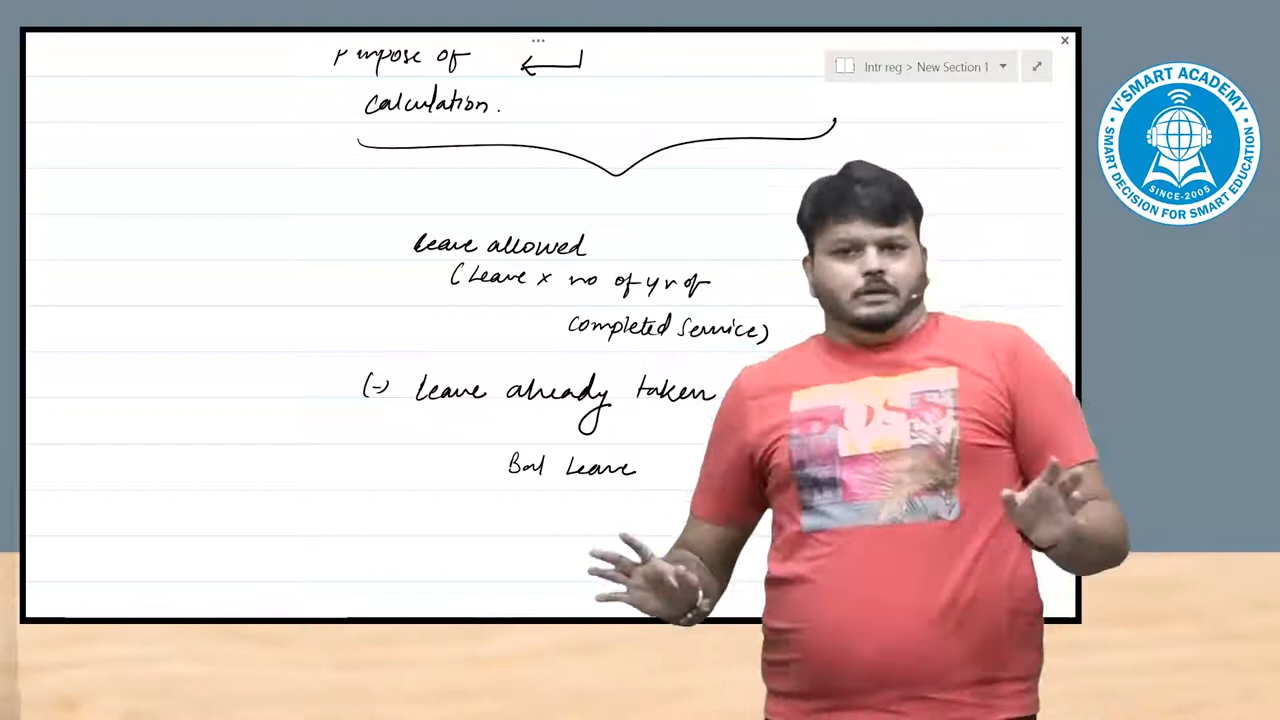 Purpose of
calculation.
Intr reg > New Section 1
leave allowed
(Leave x no of yr of
completed service)
(-) leave already taken
Bal Leave
V'SMART ACADEMY
SINCE-2005
SMART DECISION FOR SMART EDUCATION